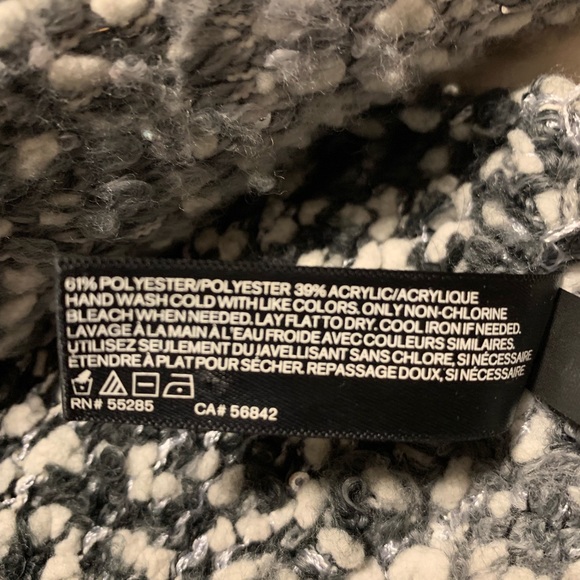 61% POLYESTER/POLYESTER 39% ACRYLIC/ACRYLIQUE
HAND WASH COLD WITH LIKE COLORS. ONLY NON-CHLORINE
BLEACH WHEN NEEDED. LAY FLAT TO DRY. COOL IRON IF NEEDED.
LAVAGE À LA MAIN À L'EAU FROIDE AVEC COULEURS SIMILAIRES.
UTILISEZ SEULEMENT DU JAVELLISANT SANS CHLORE, SI NÉCESSAIRE
ÉTENDRE À PLAT POUR SÉCHER. REPASSAGE DOUX, SI NÉCESSAIRE
RN# 55285 CA# 56842